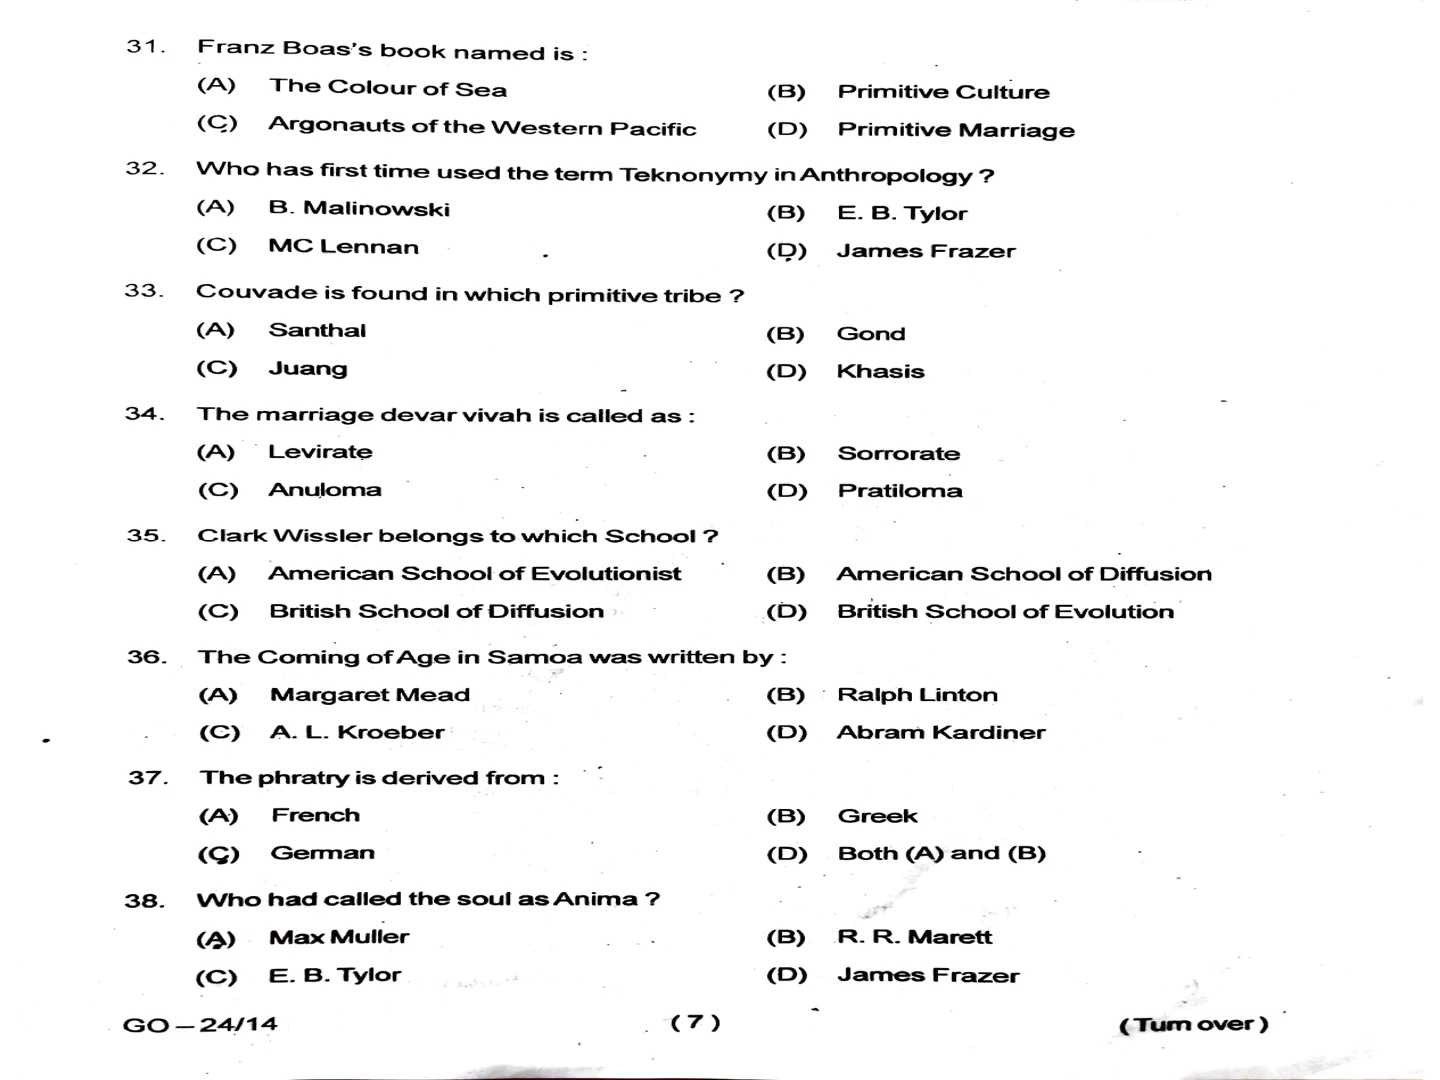 31. Franz Boas's book named is :
(A) The Colour of Sea (B) Primitive Culture
(C) Argonauts of the Western Pacific (D) Primitive Marriage
32. Who has first time used the term Teknonymy in Anthropology ?
(A) B. Malinowski (B) E. B. Tylor
(C) MC Lennan (D) James Frazer
33. Couvade is found in which primitive tribe ?
(A) Santhal (B) Gond
(C) Juang (D) Khasis
34. The marriage devar vivah is called as :
(A) Levirate (B) Sorrorate
(C) Anuloma (D) Pratiloma
35. Clark Wissler belongs to which School ?
(A) American School of Evolutionist (B) American School of Diffusion
(C) British School of Diffusion (D) British School of Evolution
36. The Coming of Age in Samoa was written by :
(A) Margaret Mead (B) Ralph Linton
(C) A. L. Kroeber (D) Abram Kardiner
37. The phratry is derived from :
(A) French (B) Greek
(C) German (D) Both (A) and (B)
38. Who had called the soul as Anima ?
(A) Max Muller (B) R. R. Marett
(C) E. B. Tylor (D) James Frazer
GO – 24/14 ( 7 ) ( Turn over )